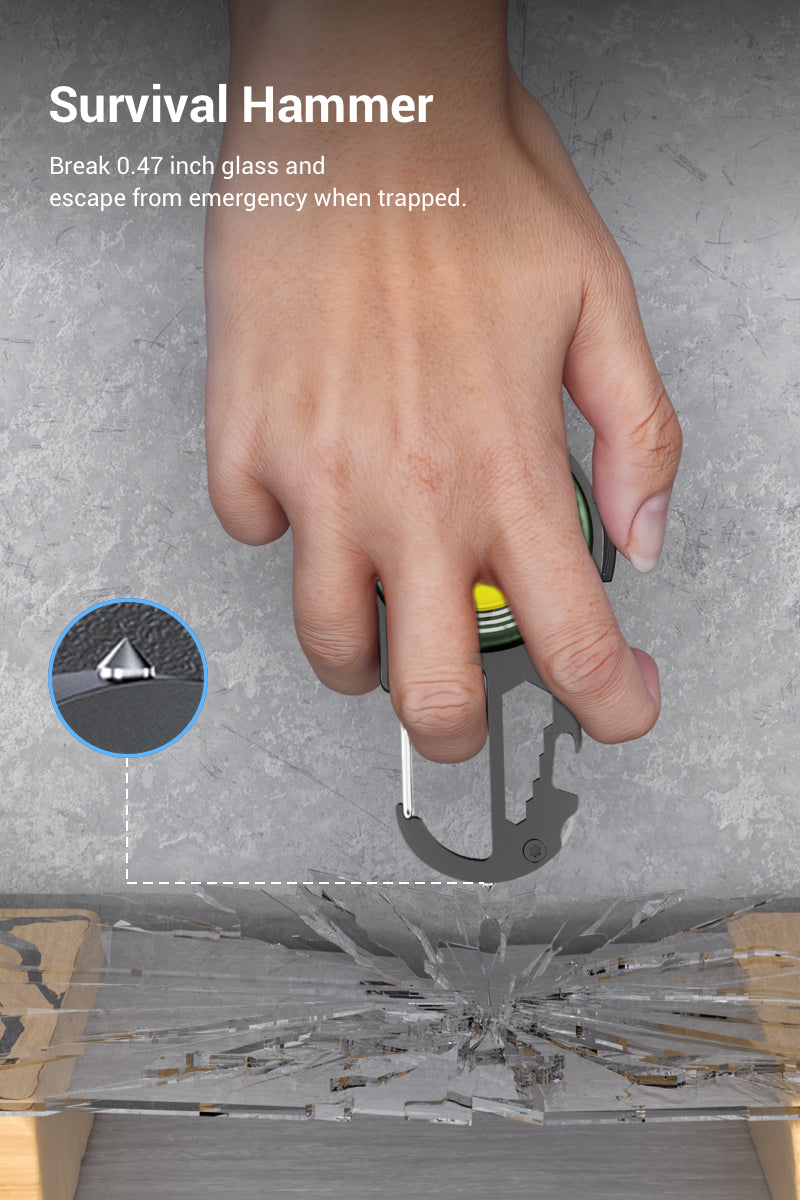 Survival Hammer
Break 0.47 inch glass and
escape from emergency when trapped.